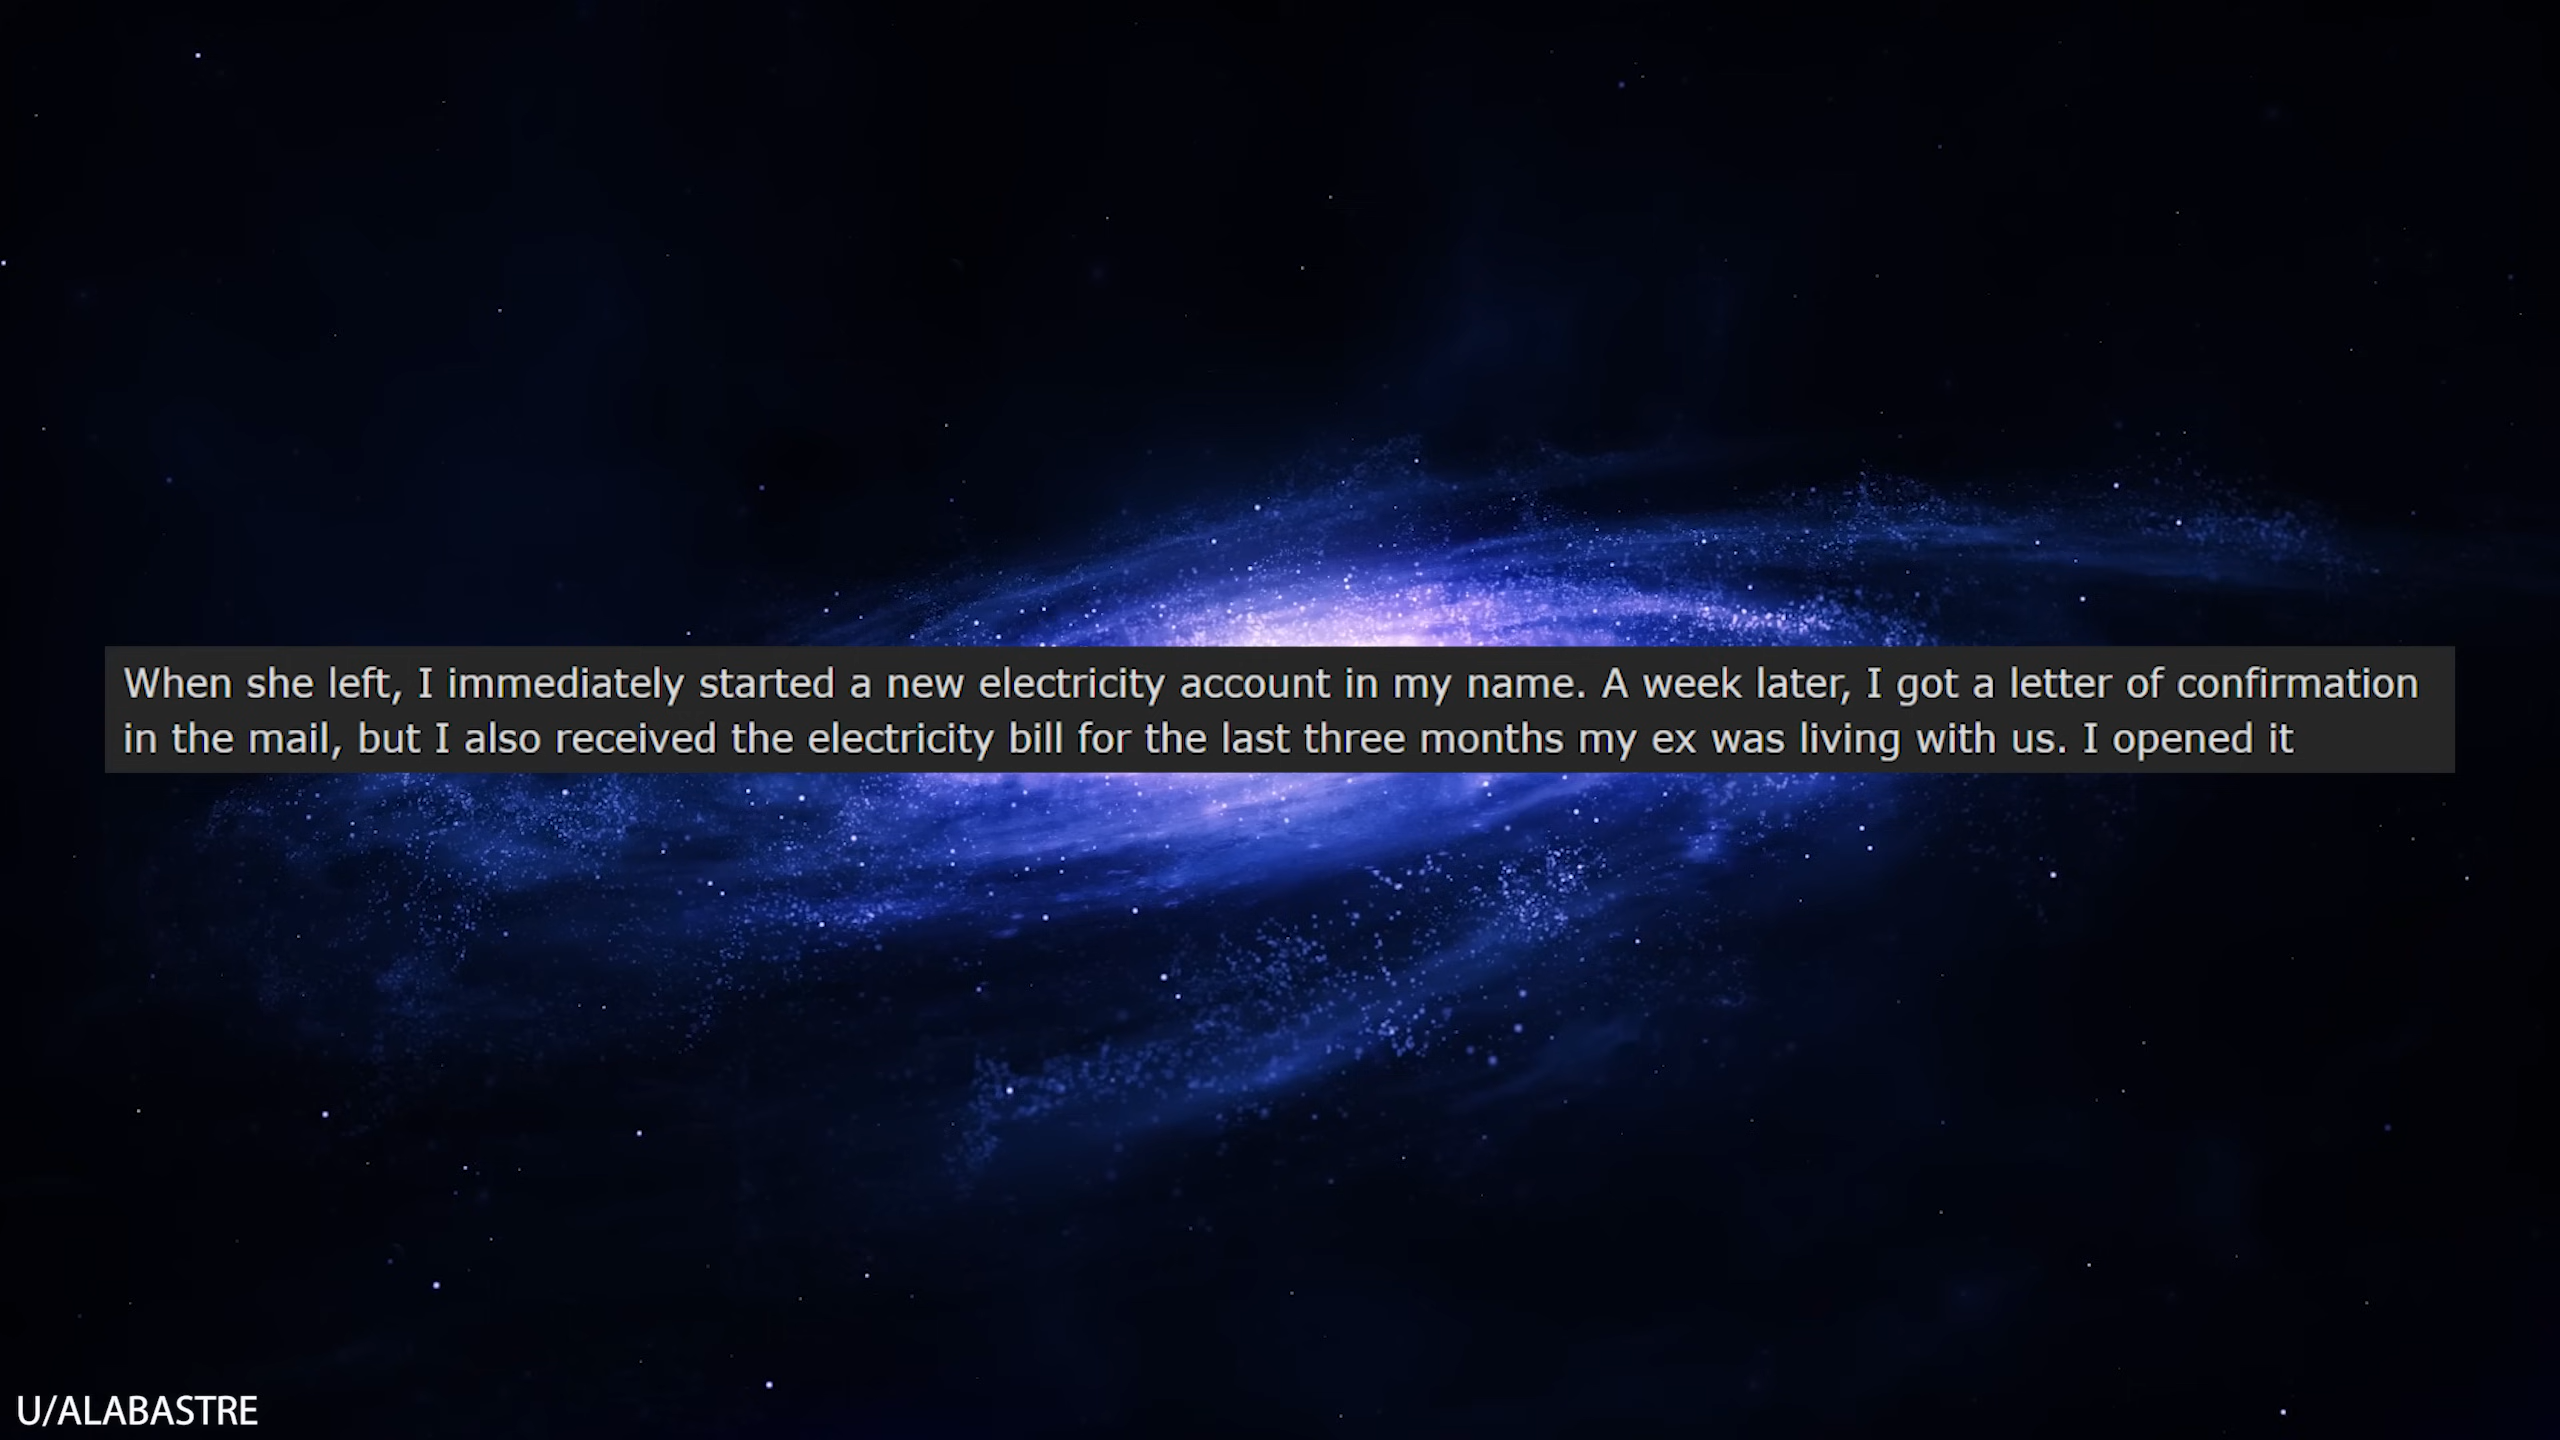 When she left, I immediately started a new electricity account in my name. A week later, I got a letter of confirmation
in the mail, but I also received the electricity bill for the last three months my ex was living with us. I opened it
U/ALABASTRE